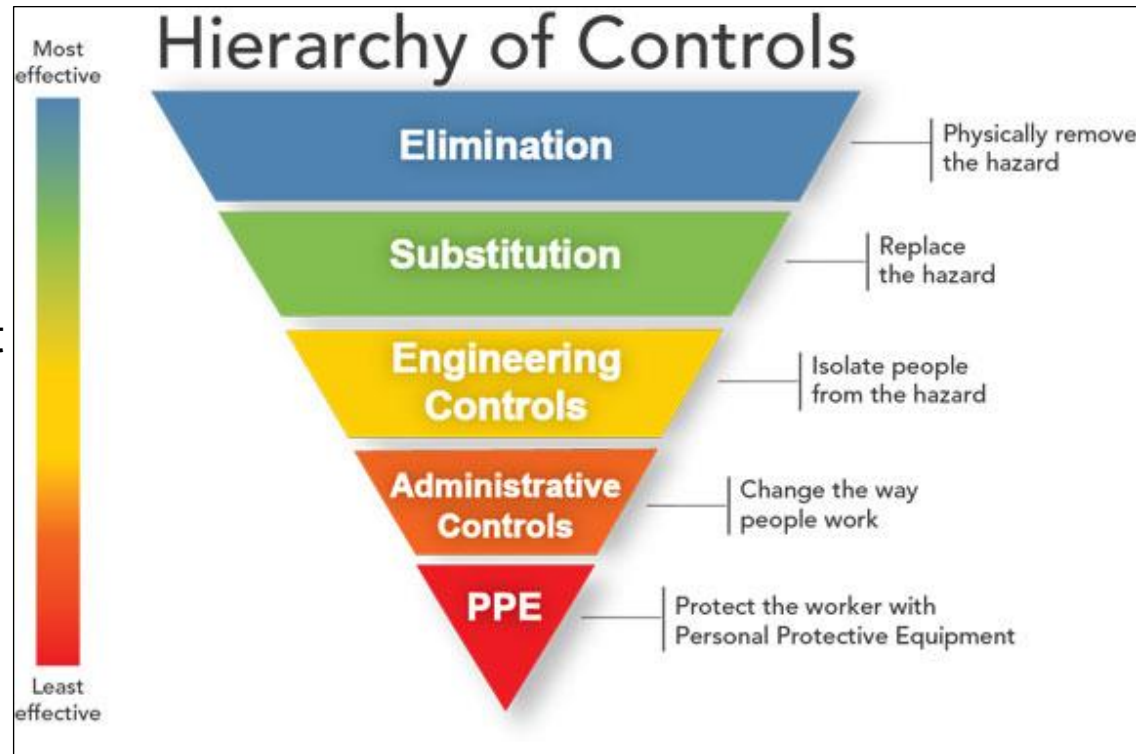 Hierarchy of Controls
Most
effective
Elimination
Physically remove
the hazard
Substitution
Replace
the hazard
Engineering
Controls
Isolate people
from the hazard
Administrative
Controls
Change the way
people work
PPE
Protect the worker with
Personal Protective Equipment
Least
effective